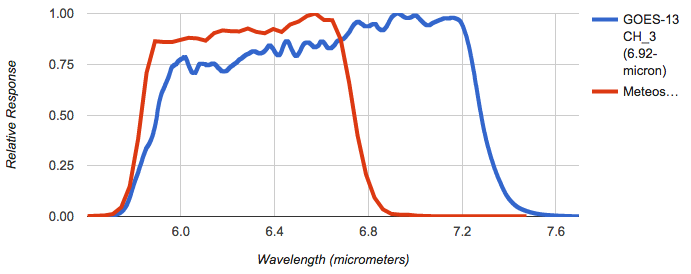 1.00
0.75
0.50
0.25
0.00
Relative Response
6.0 6.4 6.8 7.2 7.6
Wavelength (micrometers)
GOES-13
CH_3
(6.92-
micron)
Meteos...